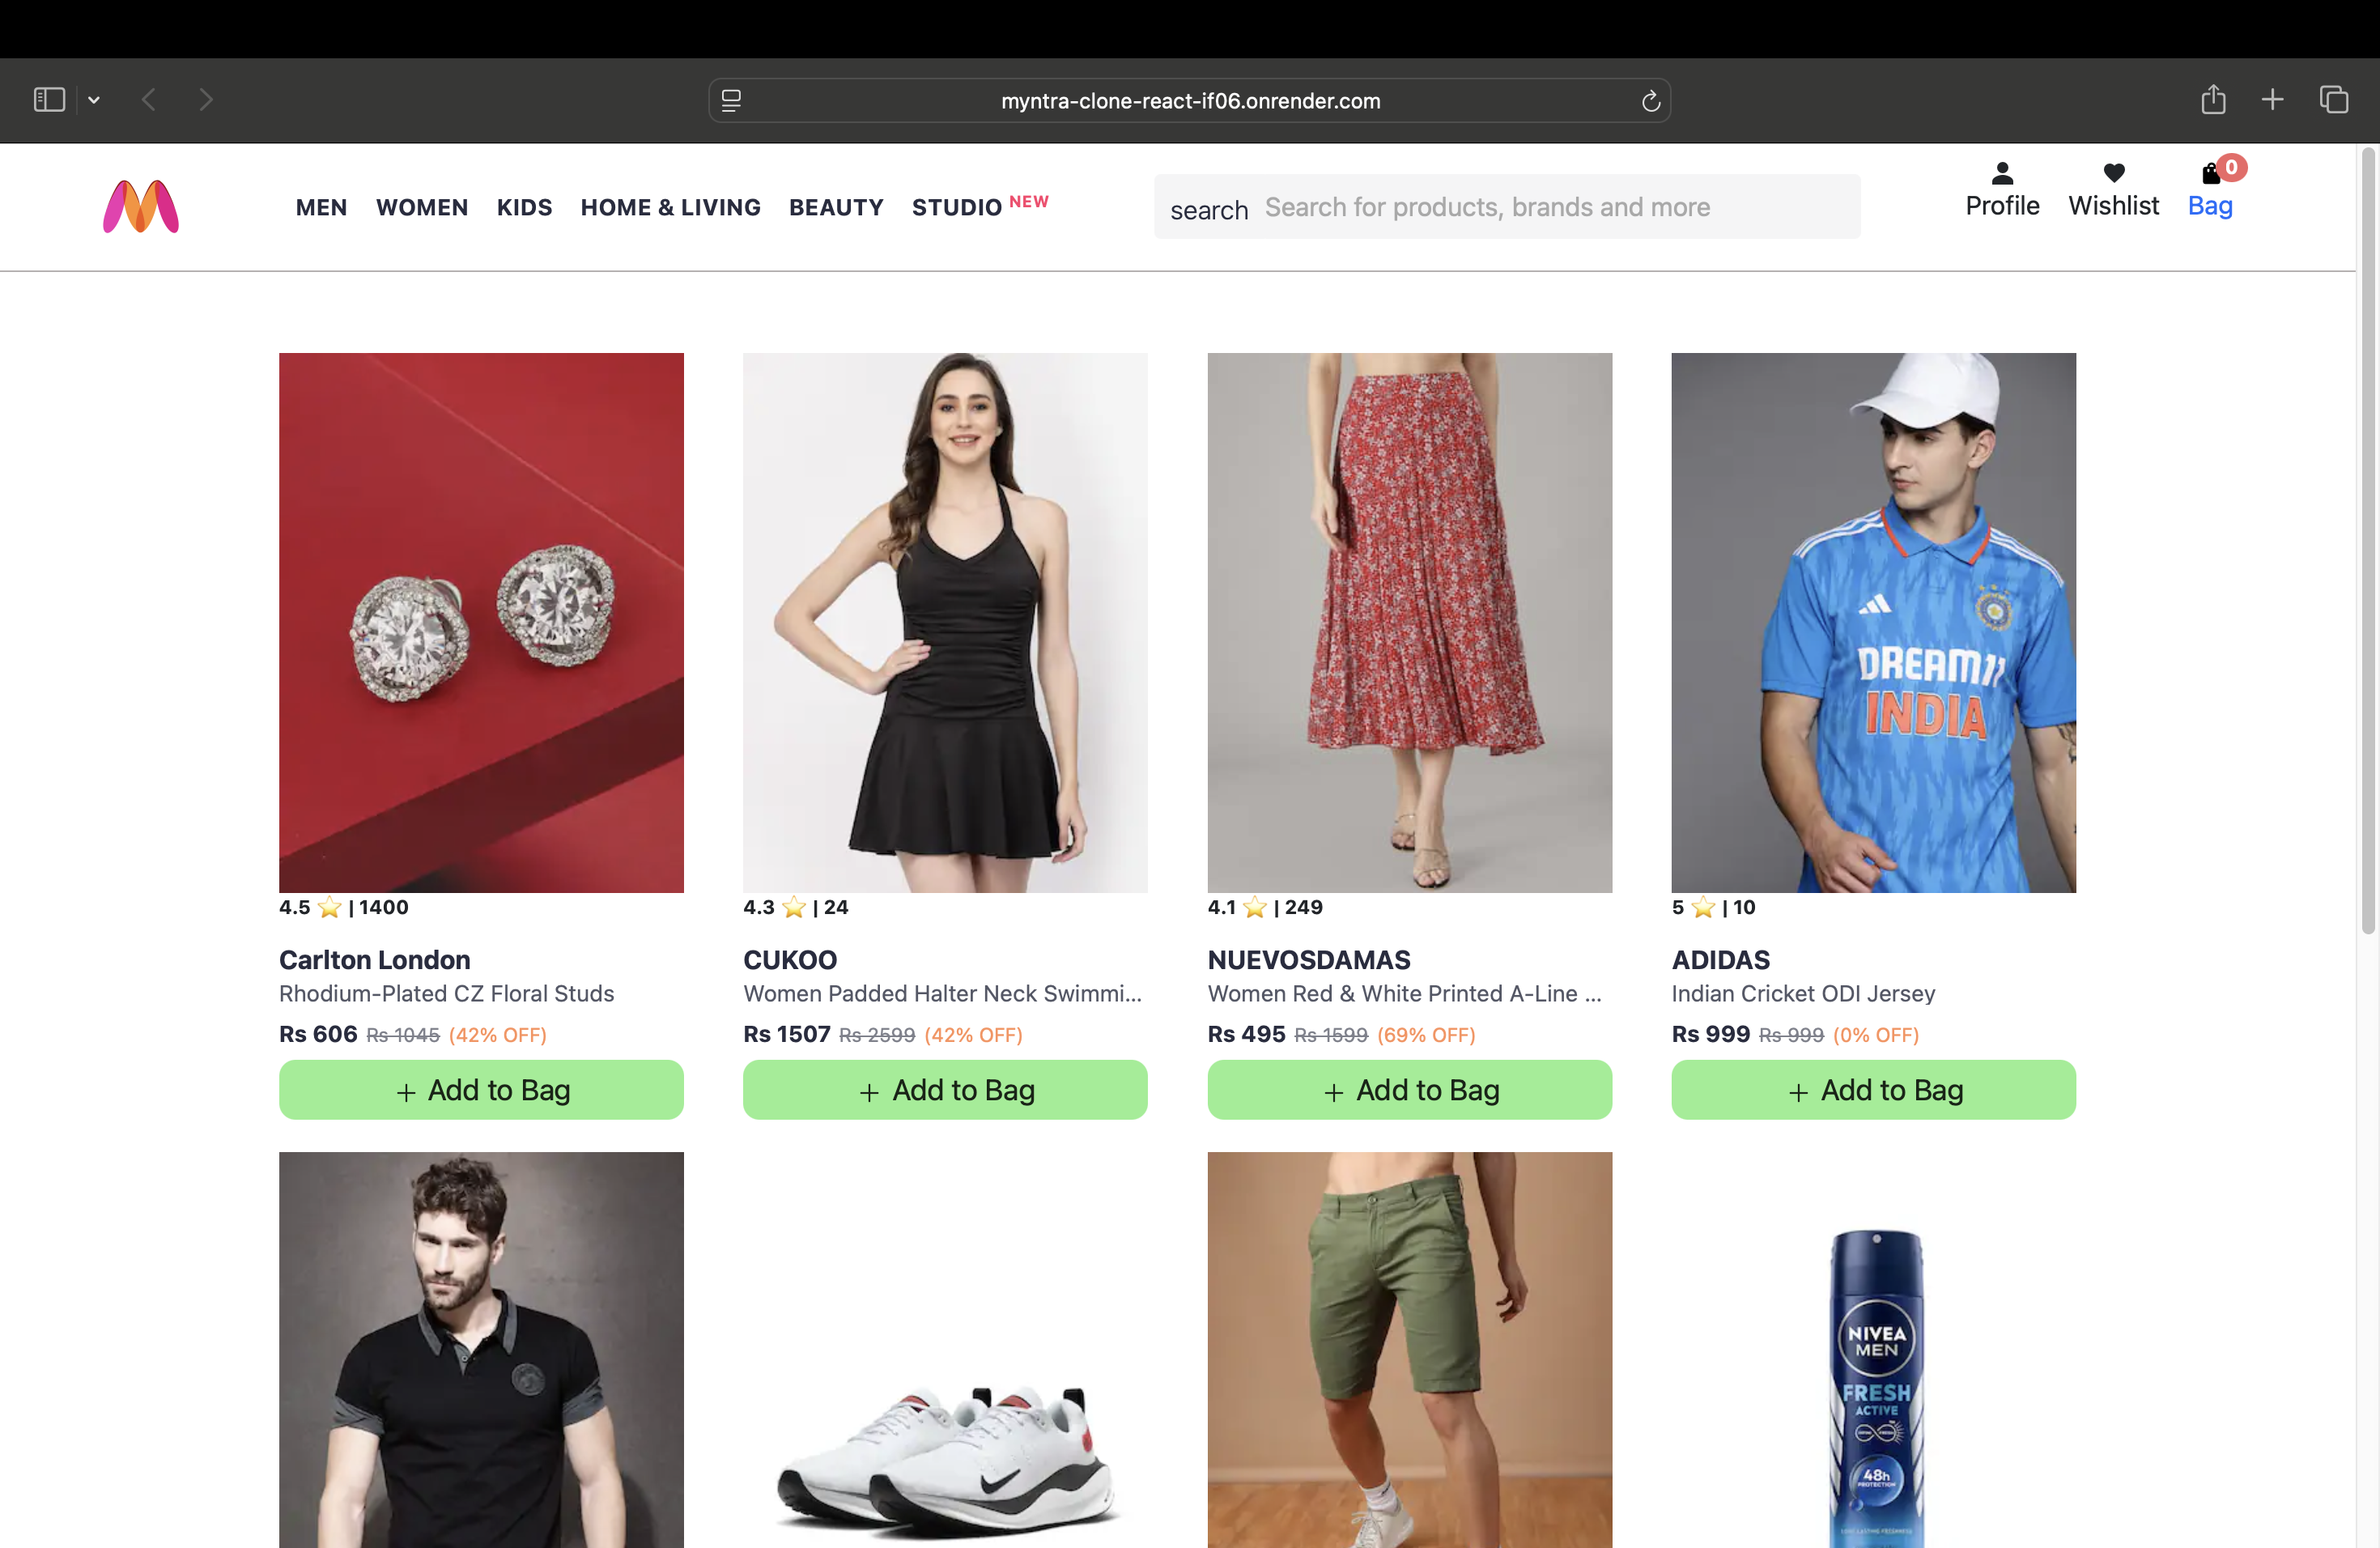 myntra-clone-react-if06.onrender.com
MEN WOMEN KIDS HOME & LIVING BEAUTY STUDIO NEW
search Search for products, brands and more
Profile Wishlist Bag 0
DREAM11
INDIA
4.5 ⭐ | 1400
Carlton London
Rhodium-Plated CZ Floral Studs
Rs 606 Rs 1045 (42% OFF)
+ Add to Bag
4.3 ⭐ | 24
CUKOO
Women Padded Halter Neck Swimmi...
Rs 1507 Rs 2599 (42% OFF)
+ Add to Bag
4.1 ⭐ | 249
NUEVOSDAMAS
Women Red & White Printed A-Line ...
Rs 495 Rs 1599 (69% OFF)
+ Add to Bag
5 ⭐ | 10
ADIDAS
Indian Cricket ODI Jersey
Rs 999 Rs 999 (0% OFF)
+ Add to Bag
NIVEA
MEN
FRESH
ACTIVE
48h
PROTECTION